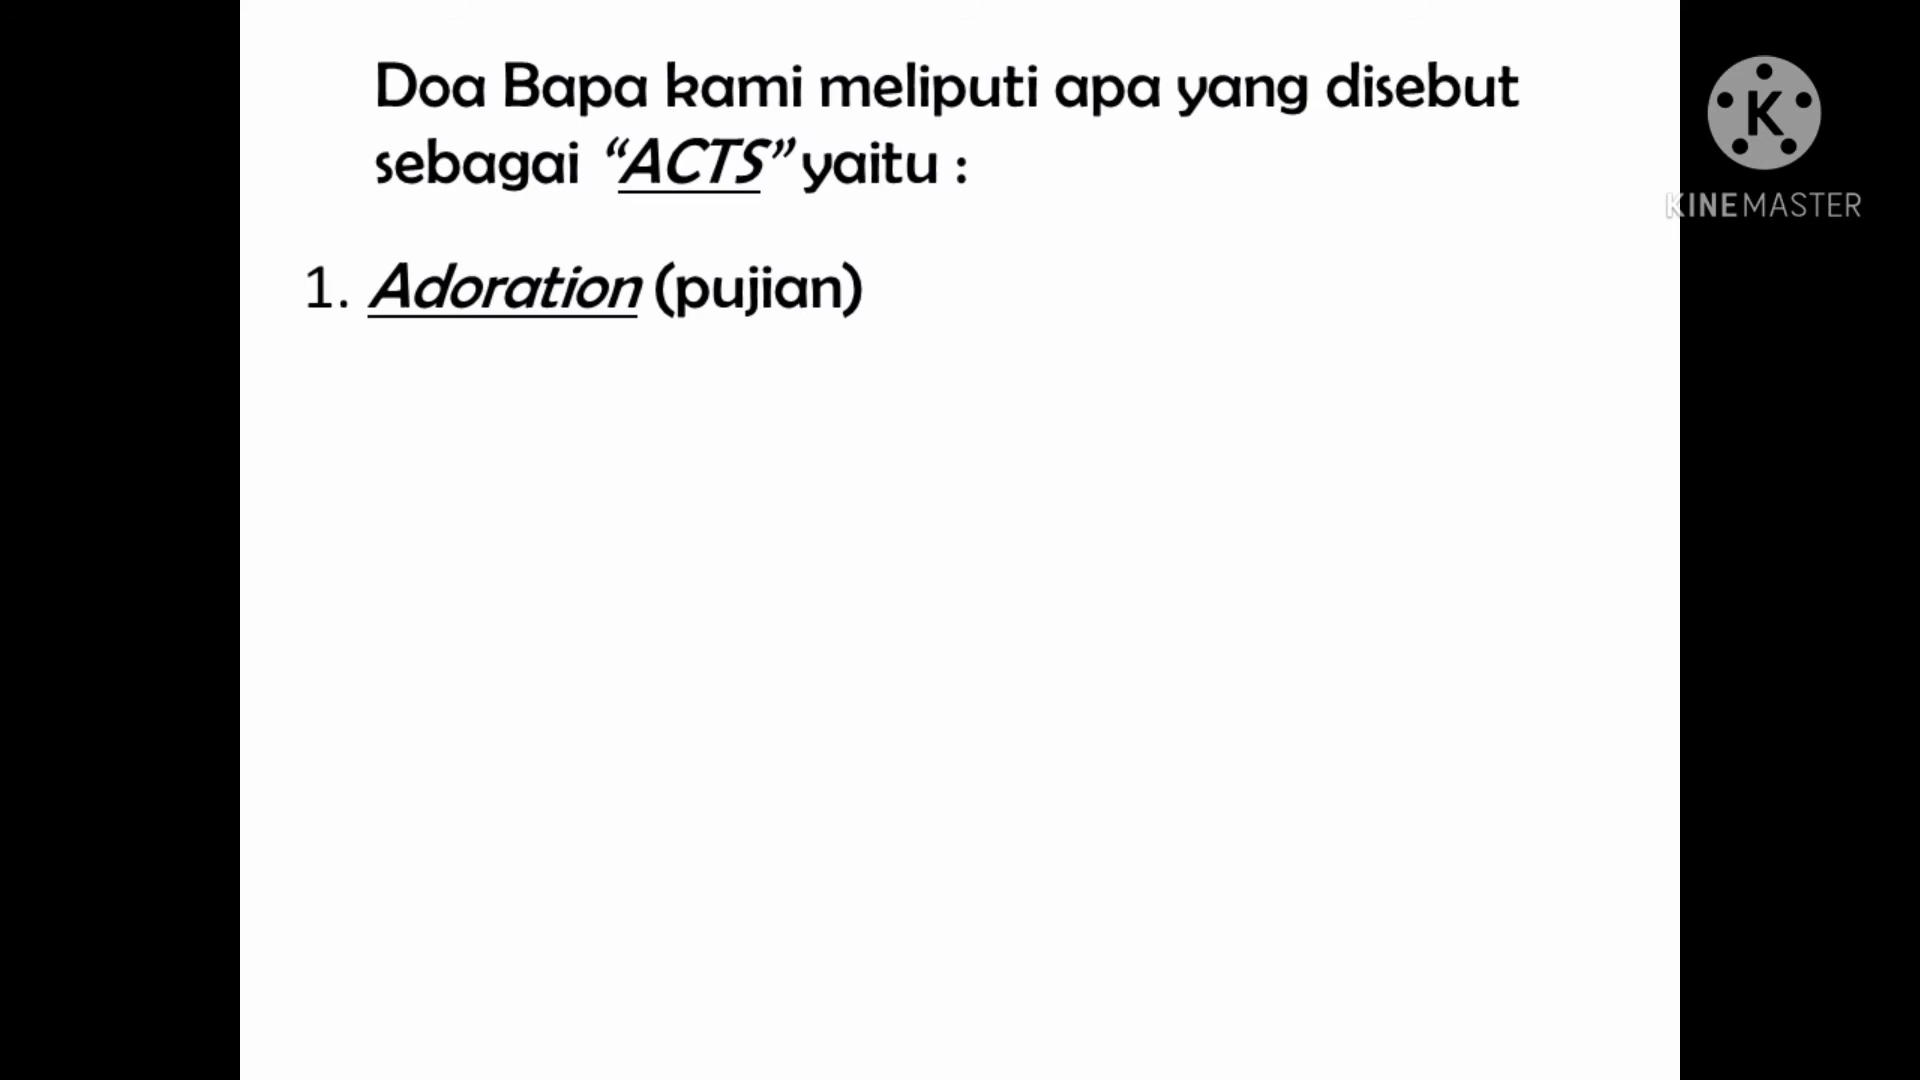 Doa Bapa kami meliputi apa yang disebut
sebagai “ACTS” yaitu :
1. Adoration (pujian)
K
KINEMASTER